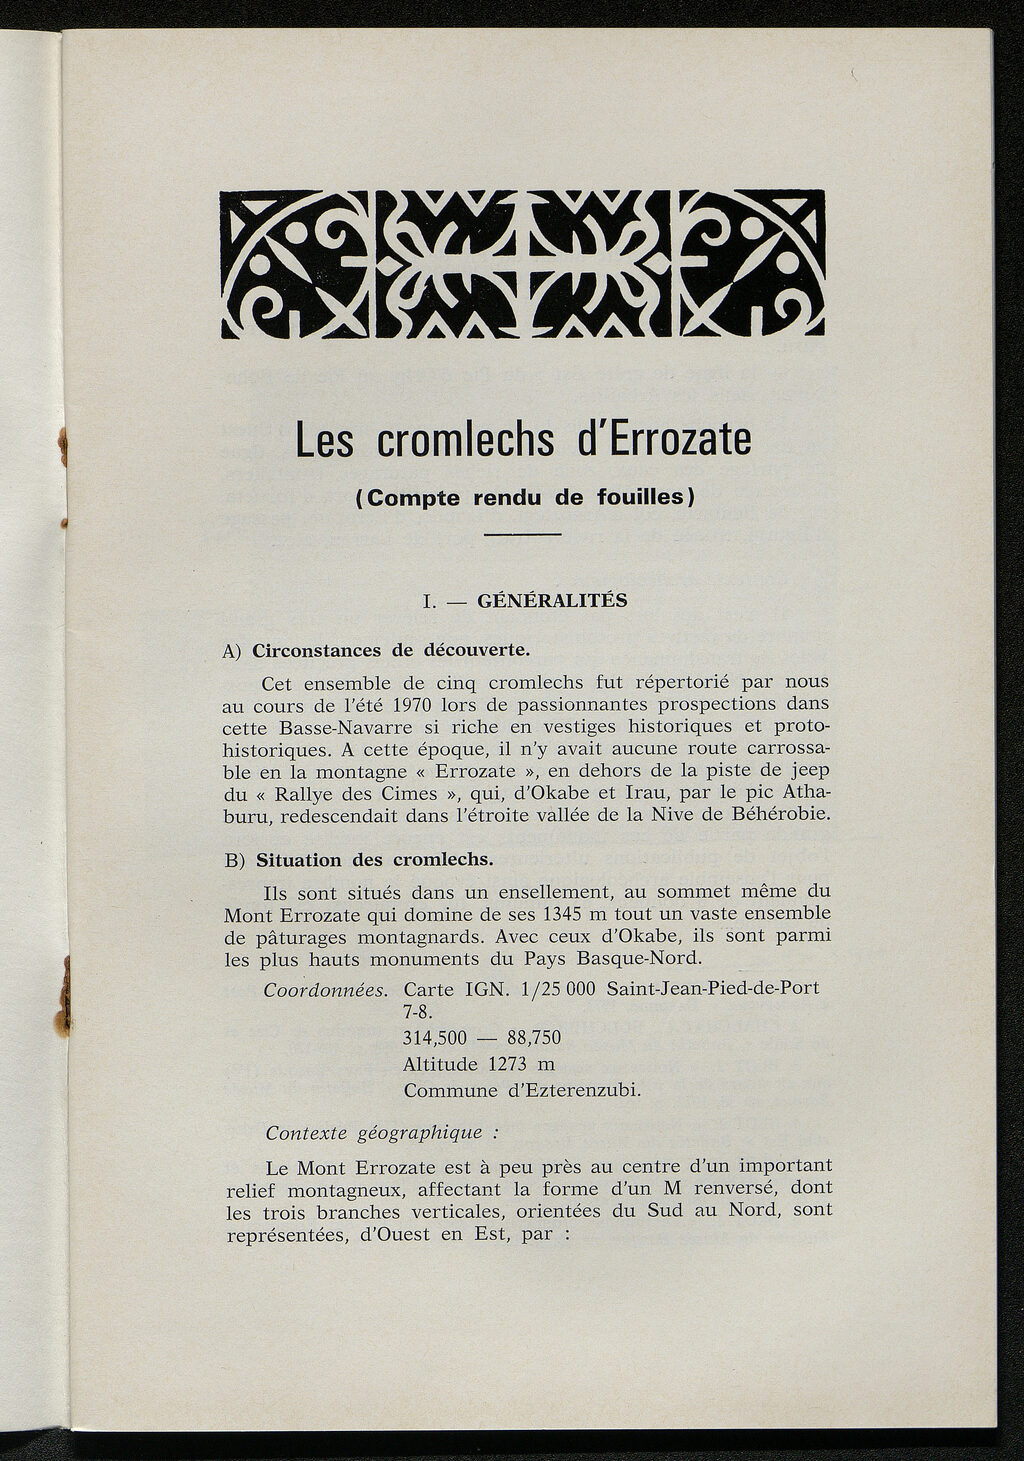 Les cromlechs d'Errozate
(Compte rendu de fouilles)
I. — GÉNÉRALITÉS
A) Circonstances de découverte.
Cet ensemble de cinq cromlechs fut répertorié par nous
au cours de l'été 1970 lors de passionnantes prospections dans
cette Basse-Navarre si riche en vestiges historiques et proto-
historiques. A cette époque, il n'y avait aucune route carrossa-
ble en la montagne « Errozate », en dehors de la piste de jeep
du « Rallye des Cimes », qui, d'Okabe et Irau, par le pic Atha-
buru, redescendait dans l'étroite vallée de la Nive de Béhérobie.
B) Situation des cromlechs.
Ils sont situés dans un ensellement, au sommet même du
Mont Errozate qui domine de ses 1345 m tout un vaste ensemble
de pâturages montagnards. Avec ceux d'Okabe, ils sont parmi
les plus hauts monuments du Pays Basque-Nord.
Coordonnées. Carte IGN. 1/25 000 Saint-Jean-Pied-de-Port
7-8.
314,500 — 88,750
Altitude 1273 m
Commune d'Ezterenzubi.
Contexte géographique :
Le Mont Errozate est à peu près au centre d'un important
relief montagneux, affectant la forme d'un M renversé, dont
les trois branches verticales, orientées du Sud au Nord, sont
représentées, d'Ouest en Est, par :